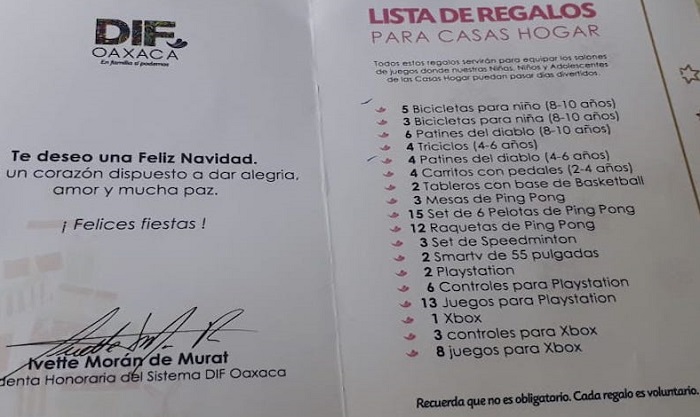 DIF
OAXACA
En familia sí podemos
Te deseo una Feliz Navidad.
un corazón dispuesto a dar alegria,
amor y mucha paz.
¡ Felices fiestas !
Ivette Morán de Murat
denta Honoraria del Sistema DIF Oaxaca
LISTA DE REGALOS
PARA CASAS HOGAR
Todos estos regalos servirán para equipar los salones
de juegos donde nuestras Niñas, Niños y Adolescentes
de las Casas Hogar puedan pasar días divertidos.
5 Bicicletas para niño (8-10 años)
3 Bicicletas para niña (8-10 años)
6 Patines del diablo (8-10 años)
4 Triciclos (4-6 años)
4 Patines del diablo (4-6 años)
4 Carritos con pedales (2-4 años)
2 Tableros con base de Basketball
3 Mesas de Ping Pong
15 Set de 6 Pelotas de Ping Pong
12 Raquetas de Ping Pong
3 Set de Speedminton
2 Smartv de 55 pulgadas
2 Playstation
6 Controles para Playstation
13 Juegos para Playstation
1 Xbox
3 controles para Xbox
8 juegos para Xbox
Recuerda que no es obligatorio. Cada regalo es voluntario.